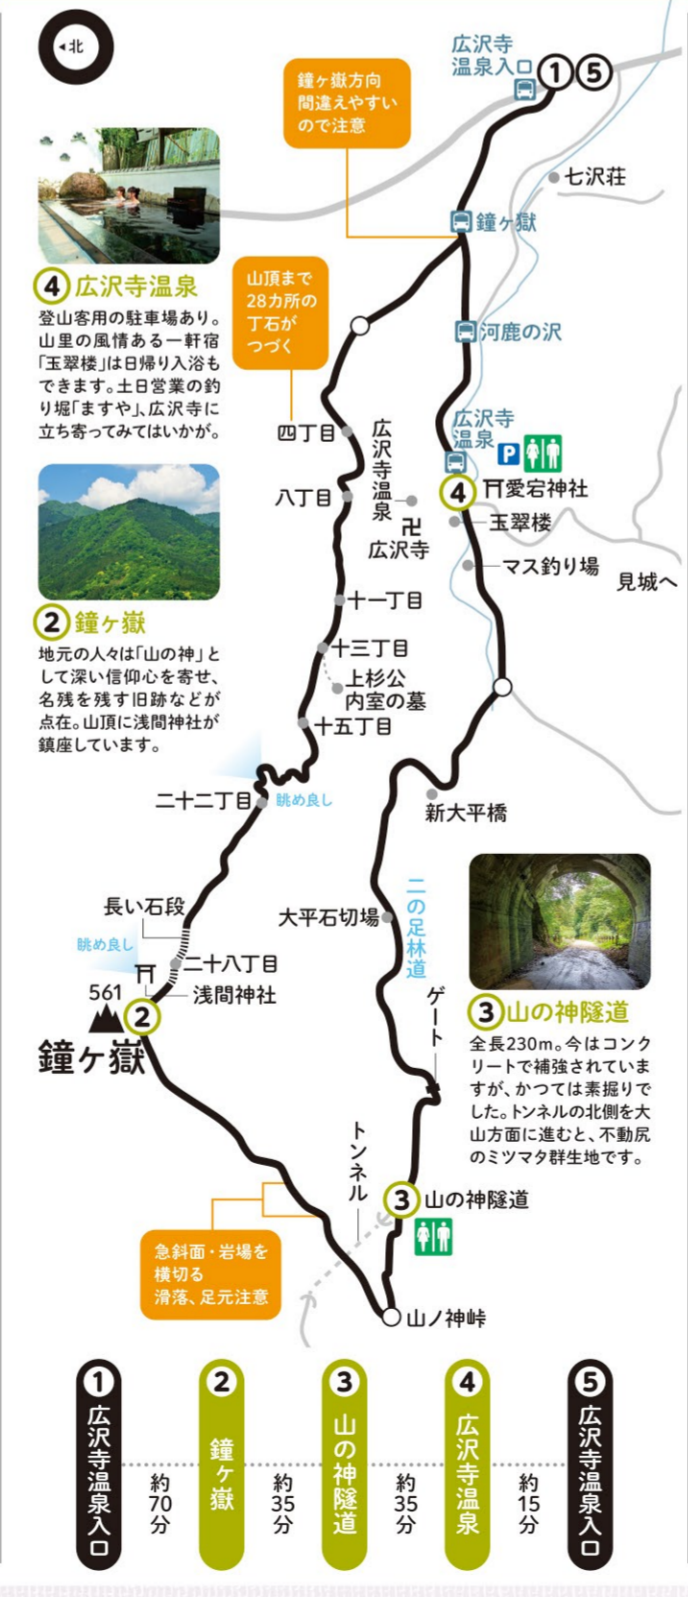 北
広沢寺
温泉入口
① ⑤
鐘ヶ嶽方向
間違えやすい
ので注意
七沢荘
鐘ヶ嶽
④ 広沢寺温泉
登山客用の駐車場あり。
山里の風情ある一軒宿
「玉翠楼」は日帰り入浴も
できます。土日営業の釣
り堀「ますや」、広沢寺に
立ち寄ってみてはいかが。
山頂まで
28カ所の
丁石が
つづく
河鹿の沢
四丁目
広沢寺温泉
広沢寺
温泉
P
八丁目
④
愛宕神社
卍
広沢寺
玉翠楼
マス釣り場
見城へ
② 鐘ヶ嶽
地元の人々は「山の神」と
して深い信仰心を寄せ、
名残を残す旧跡などが
点在。山頂に浅間神社が
鎮座しています。
十一丁目
十三丁目
上杉公
内室の墓
十五丁目
二十二丁目
眺め良し
新大平橋
長い石段
眺め良し
二十八丁目
浅間神社
561
②
鐘ヶ嶽
大平石切場
二の足林道
ゲート
③ 山の神隧道
全長230m。今はコンク
リートで補強されていま
すが、かつては素掘りで
した。トンネルの北側を大
山方面に進むと、不動尻
のミツマタ群生地です。
トンネル
③ 山の神隧道
急斜面・岩場を
横切る
滑落、足元注意
山ノ神峠
① 広沢寺温泉入口
約70分
② 鐘ヶ嶽
約35分
③ 山の神隧道
約35分
④ 広沢寺温泉
約15分
⑤ 広沢寺温泉入口